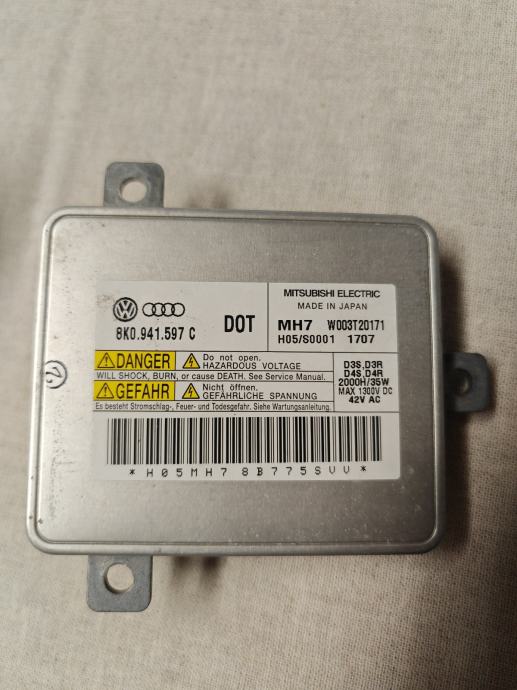 8K0.941.597 C
DOT
MITSUBISHI ELECTRIC
MADE IN JAPAN
MH7 W003T20171
H05/S0001 1707
DANGER
Do not open.
HAZARDOUS VOLTAGE
WILL SHOCK, BURN, or cause DEATH. See Service Manual.
GEFAHR
Nicht öffnen.
GEFÄHRLICHE SPANNUNG
Es besteht Stromschlag-, Feuer- und Todesgefahr. Siehe Wartungsanleitung.
D3S,D3R
D4S,D4R
2000H/35W
MAX 1300V DC
42V AC
*H05MH78B775SVV*